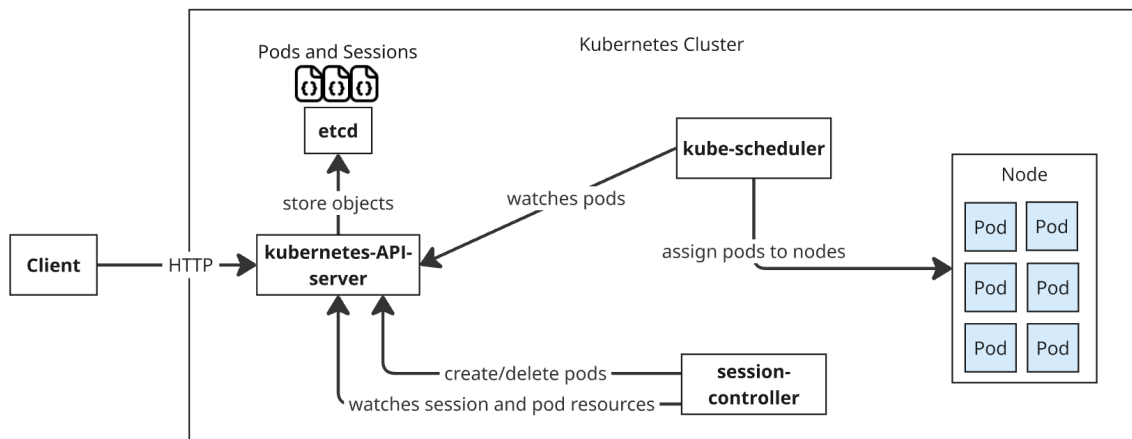 Kubernetes Cluster
Pods and Sessions
{} {} {}
etcd
store objects
kube-scheduler
watches pods
Client
HTTP
kubernetes-API-
server
assign pods to nodes
Node
Pod Pod
Pod Pod
Pod Pod
create/delete pods
watches session and pod resources
session-
controller